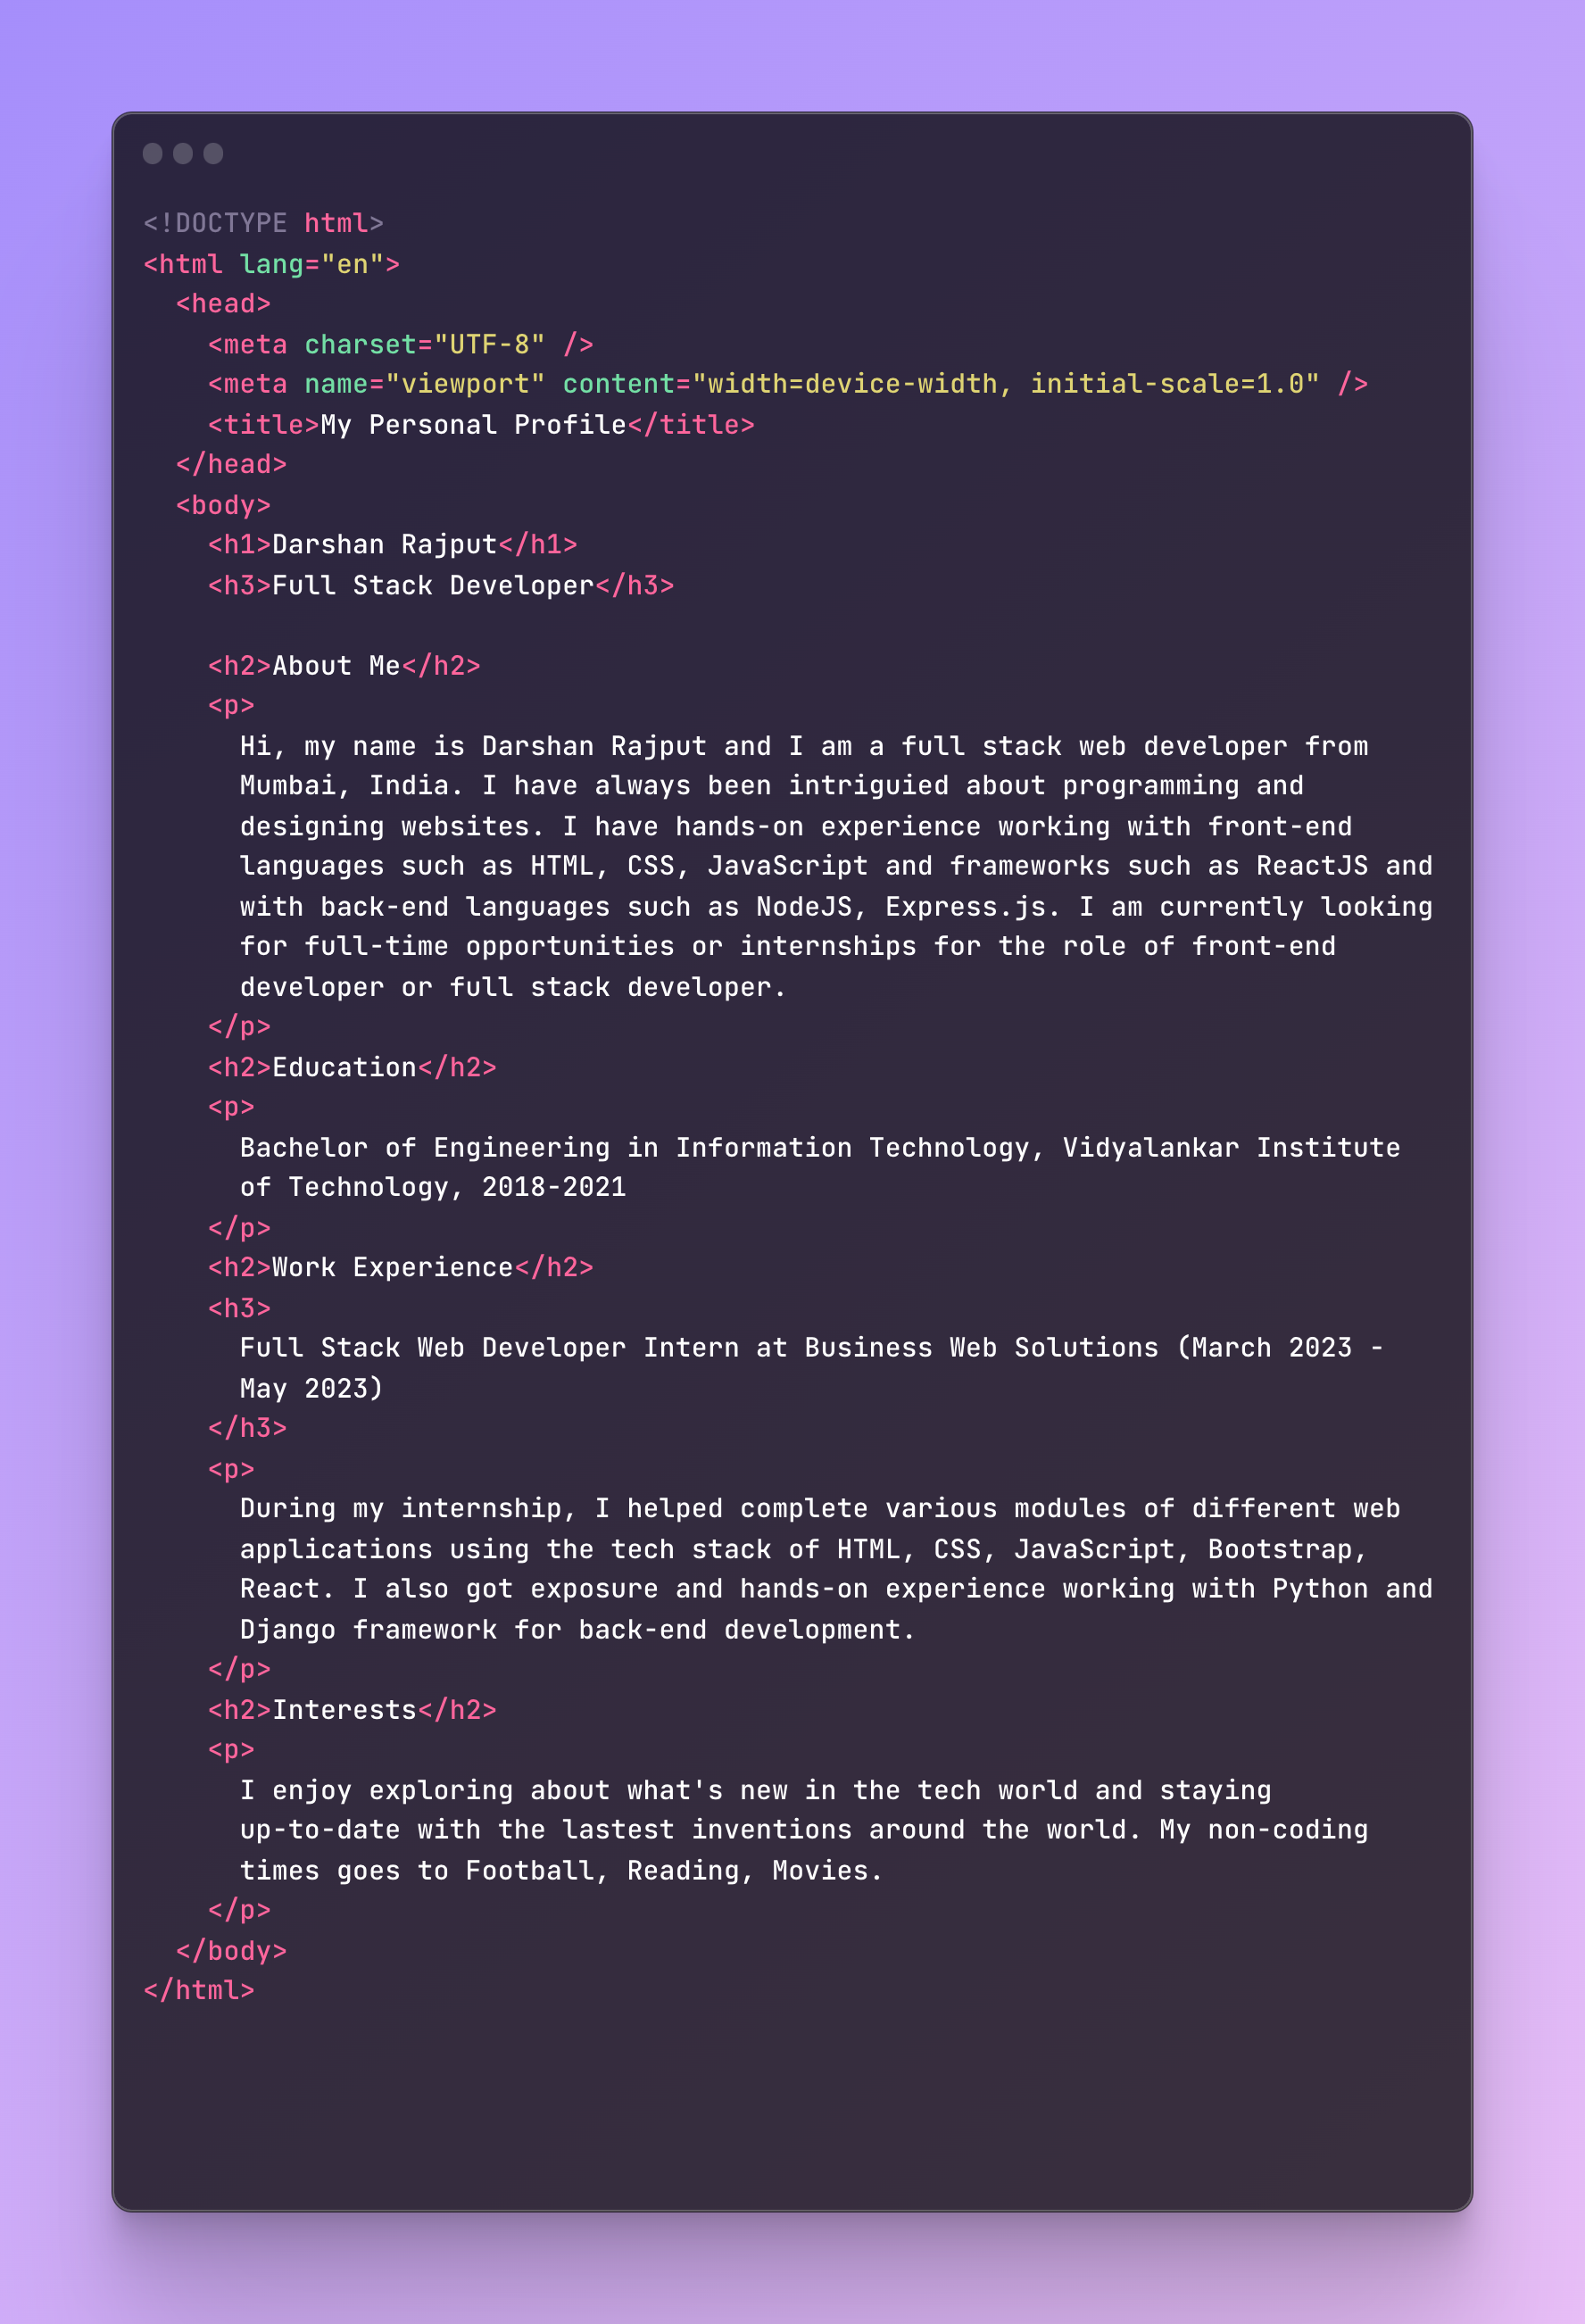 <!DOCTYPE html>
<html lang="en">
  <head>
    <meta charset="UTF-8" />
    <meta name="viewport" content="width=device-width, initial-scale=1.0" />
    <title>My Personal Profile</title>
  </head>
  <body>
    <h1>Darshan Rajput</h1>
    <h3>Full Stack Developer</h3>

    <h2>About Me</h2>
    <p>
      Hi, my name is Darshan Rajput and I am a full stack web developer from
      Mumbai, India. I have always been intriguied about programming and
      designing websites. I have hands-on experience working with front-end
      languages such as HTML, CSS, JavaScript and frameworks such as ReactJS and
      with back-end languages such as NodeJS, Express.js. I am currently looking
      for full-time opportunities or internships for the role of front-end
      developer or full stack developer.
    </p>
    <h2>Education</h2>
    <p>
      Bachelor of Engineering in Information Technology, Vidyalankar Institute
      of Technology, 2018-2021
    </p>
    <h2>Work Experience</h2>
    <h3>
      Full Stack Web Developer Intern at Business Web Solutions (March 2023 -
      May 2023)
    </h3>
    <p>
      During my internship, I helped complete various modules of different web
      applications using the tech stack of HTML, CSS, JavaScript, Bootstrap,
      React. I also got exposure and hands-on experience working with Python and
      Django framework for back-end development.
    </p>
    <h2>Interests</h2>
    <p>
      I enjoy exploring about what's new in the tech world and staying
      up-to-date with the lastest inventions around the world. My non-coding
      times goes to Football, Reading, Movies.
    </p>
  </body>
</html>